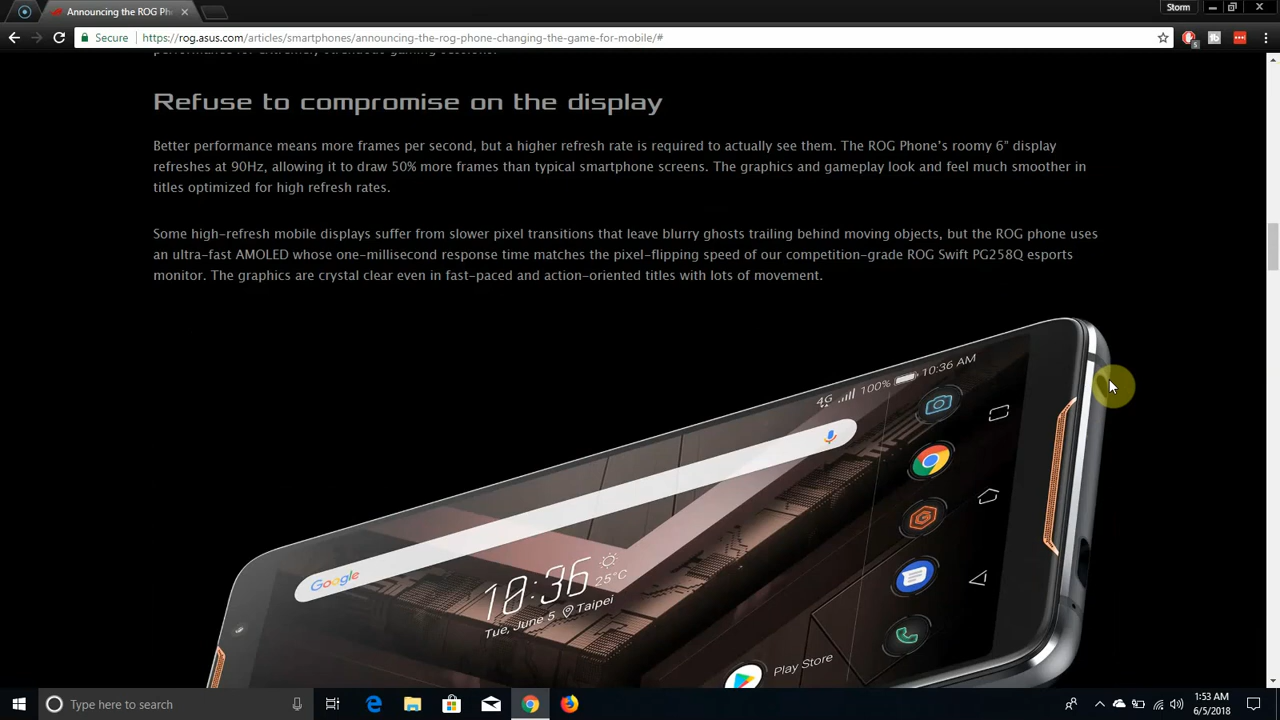 Announcing the ROG Ph
Storm
Secure
https://rog.asus.com/articles/smartphones/announcing-the-rog-phone-changing-the-game-for-mobile/#
Refuse to compromise on the display
Better performance means more frames per second, but a higher refresh rate is required to actually see them. The ROG Phone's roomy 6" display
refreshes at 90Hz, allowing it to draw 50% more frames than typical smartphone screens. The graphics and gameplay look and feel much smoother in
titles optimized for high refresh rates.
Some high-refresh mobile displays suffer from slower pixel transitions that leave blurry ghosts trailing behind moving objects, but the ROG phone uses
an ultra-fast AMOLED whose one-millisecond response time matches the pixel-flipping speed of our competition-grade ROG Swift PG258Q esports
monitor. The graphics are crystal clear even in fast-paced and action-oriented titles with lots of movement.
4G 100% 10:36 AM
Google
10:36
25°C
Tue, June 5 Taipei
Play Store
Type here to search
1:53 AM
6/5/2018